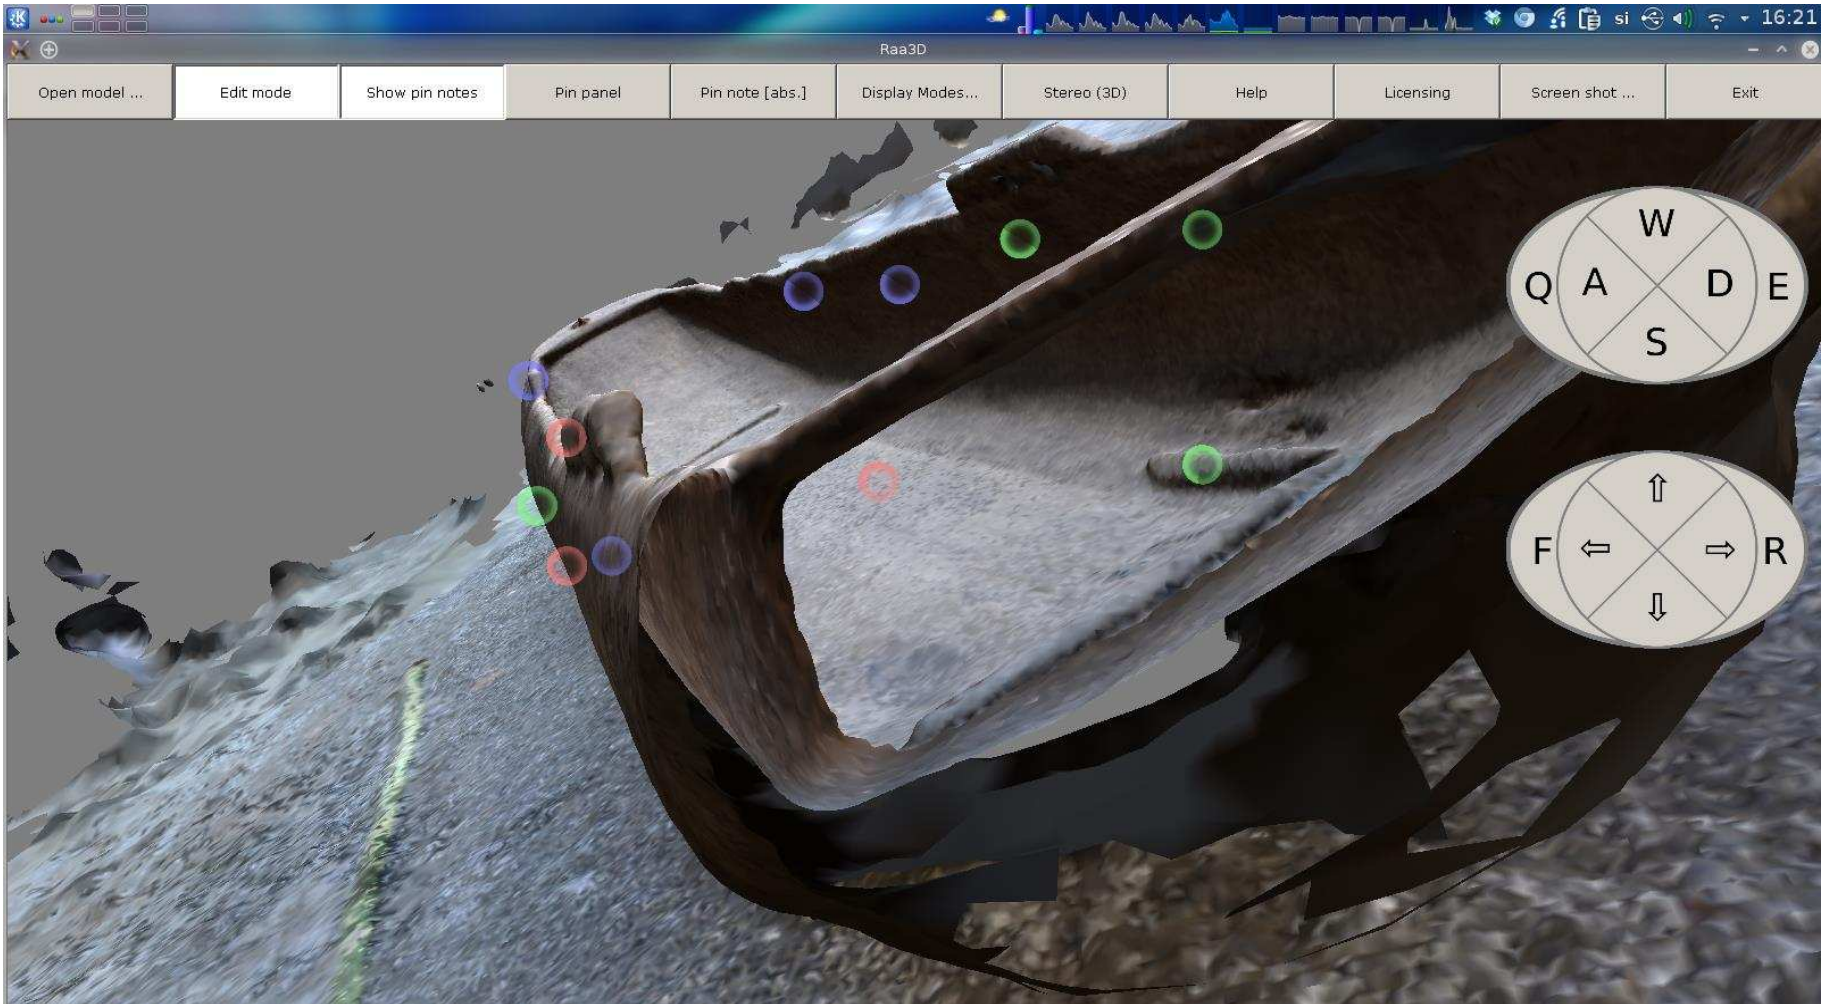 si 16:21
Raa3D
Open model ... Edit mode Show pin notes Pin panel Pin note [abs.] Display Modes... Stereo (3D) Help Licensing Screen shot ... Exit
W
Q A D E
S
⇧
F ⇦ ⇨ R
⇩